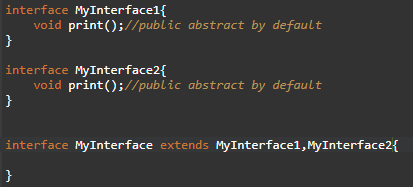 interface MyInterface1{
void print();//public abstract by default
}
interface MyInterface2{
void print();//public abstract by default
}
interface MyInterface extends MyInterface1,MyInterface2{
}